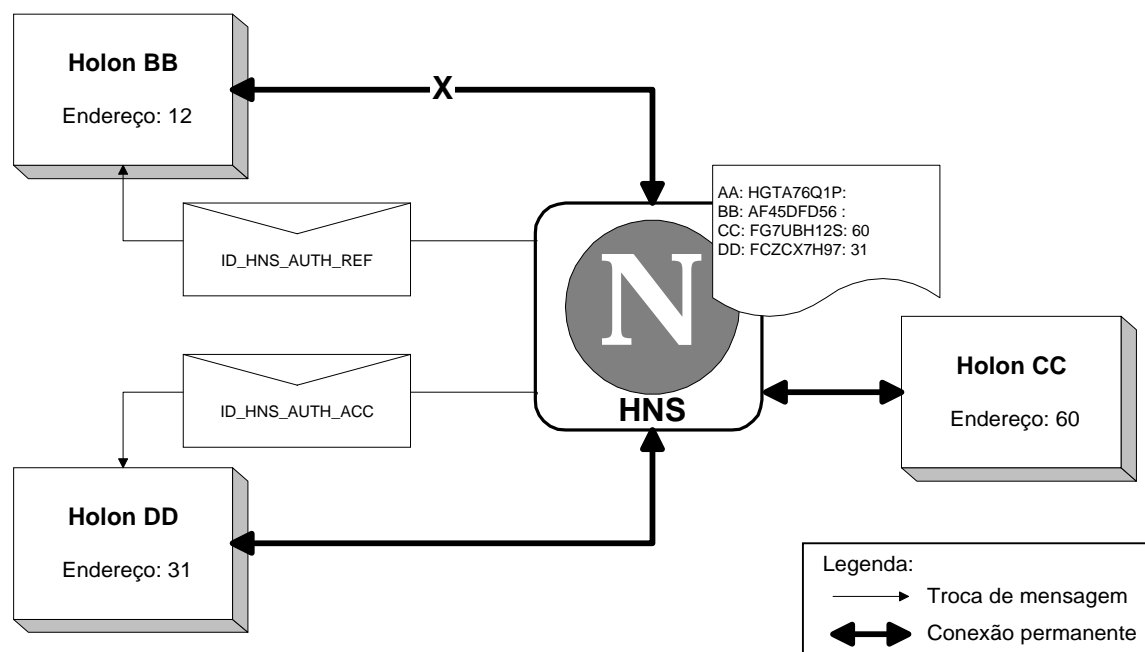 Holon BB
Endereço: 12
X
AA: HGTA76Q1P:
BB: AF45DFD56 :
CC: FG7UBH12S: 60
DD: FCZCX7H97: 31
ID_HNS_AUTH_REF
N
HNS
Holon CC
Endereço: 60
ID_HNS_AUTH_ACC
Holon DD
Endereço: 31
Legenda:
Troca de mensagem
Conexão permanente